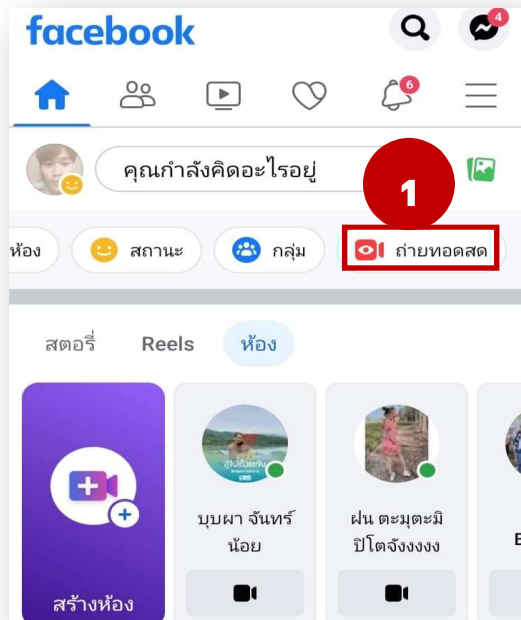 facebook
4
6
คุณกำลังคิดอะไรอยู่
1
ห้อง
สถานะ
กลุ่ม
ถ่ายทอดสด
สตอรี่
Reels
ห้อง
บุบผา จันทร์
น้อย
ฝน ตะมุตะมิ
ปิโตจังงงงง
สร้างห้อง